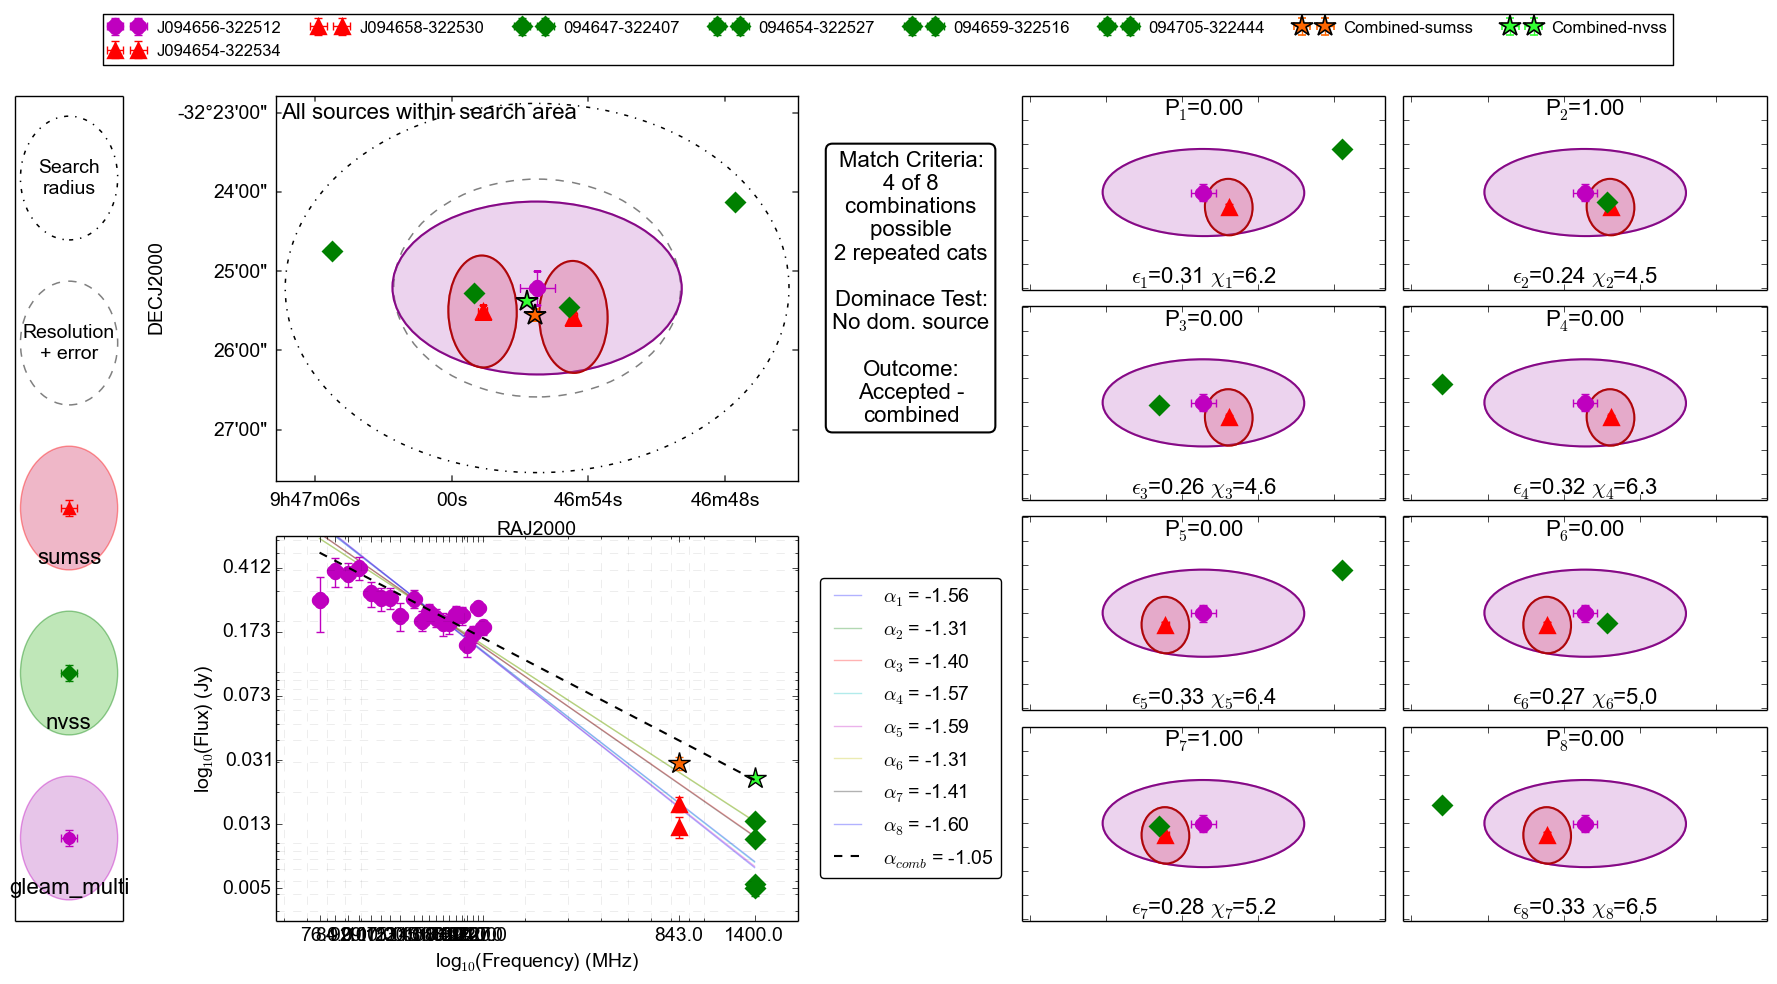 J094656-322512
J094658-322530
094647-322407
094654-322527
094659-322516
094705-322444
Combined-sumss
Combined-nvss
J094654-322534
Search
radius
Resolution
+ error
sumss
nvss
gleam_multi
All sources within search area
-32°23'00"
24'00"
25'00"
26'00"
27'00"
DECJ2000
9h47m06s
00s
46m54s
46m48s
RAJ2000
Match Criteria:
4 of 8
combinations
possible
2 repeated cats
Dominace Test:
No dom. source
Outcome:
Accepted -
combined
P1=0.00
ϵ1=0.31 χ1=6.2
P2=1.00
ϵ2=0.24 χ2=4.5
P3=0.00
ϵ3=0.26 χ3=4.6
P4=0.00
ϵ4=0.32 χ4=6.3
P5=0.00
ϵ5=0.33 χ5=6.4
P6=0.00
ϵ6=0.27 χ6=5.0
P7=1.00
ϵ7=0.28 χ7=5.2
P8=0.00
ϵ8=0.33 χ8=6.5
0.412
0.173
0.073
0.031
0.013
0.005
log10(Flux) (Jy)
843.0
1400.0
log10(Frequency) (MHz)
α1 = -1.56
α2 = -1.31
α3 = -1.40
α4 = -1.57
α5 = -1.59
α6 = -1.31
α7 = -1.41
α8 = -1.60
αcomb = -1.05